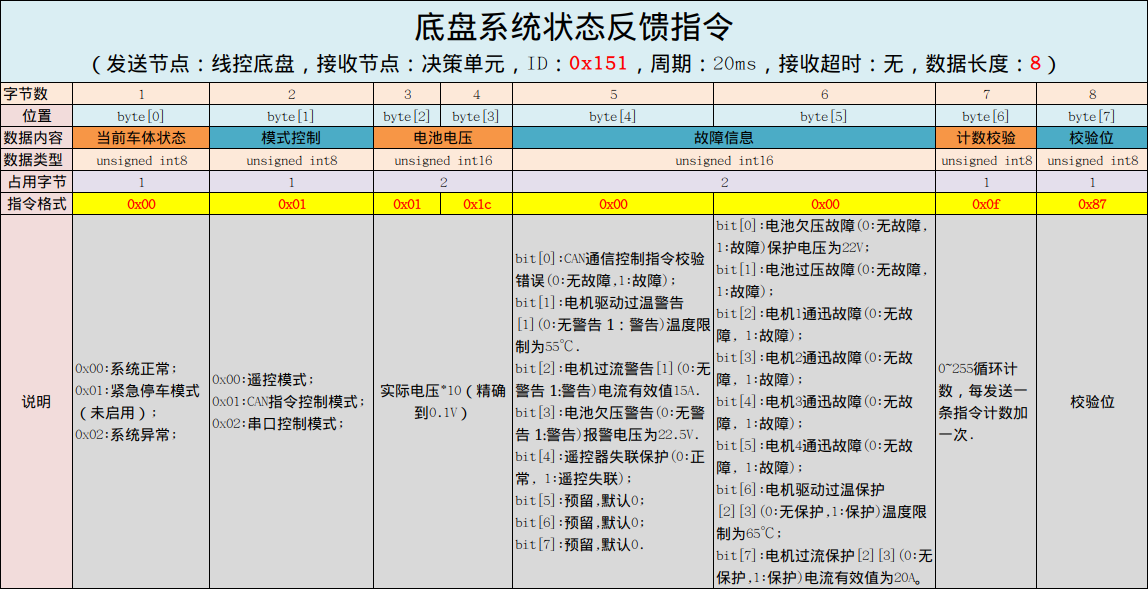 底盘系统状态反馈指令
（发送节点：线控底盘，接收节点：决策单元，ID：0x151，周期：20ms，接收超时：无，数据长度：8）
字节数 1 2 3 4 5 6 7 8
位置 byte[0] byte[1] byte[2] byte[3] byte[4] byte[5] byte[6] byte[7]
数据内容 当前车体状态 模式控制 电池电压 故障信息 计数校验 校验位
数据类型 unsigned int8 unsigned int8 unsigned int16 unsigned int16 unsigned int8 unsigned int8
占用字节 1 1 2 2 1 1
指令格式 0x00 0x01 0x01 0x1c 0x00 0x00 0x0f 0x87
说明
0x00:系统正常;
0x01:紧急停车模式
（未启用）;
0x02:系统异常;
0x00:遥控模式;
0x01:CAN指令控制模式;
0x02:串口控制模式;
实际电压*10（精确
到0.1V）
bit[0]:CAN通信控制指令校验
错误(0:无故障,1:故障);
bit[1]:电机驱动过温警告
[1](0:无警告 1：警告)温度限
制为55℃.
bit[2]:电机过流警告[1](0:无
警告 1:警告)电流有效值15A.
bit[3]:电池欠压警告(0:无警
告 1:警告)报警电压为22.5V.
bit[4]:遥控器失联保护(0:正
常, 1:遥控失联);
bit[5]:预留,默认0;
bit[6]:预留,默认0;
bit[7]:预留,默认0.
bit[0]:电池欠压故障(0:无故障,
1:故障)保护电压为22V;
bit[1]:电池过压故障(0:无故障,
1:故障);
bit[2]:电机1通迅故障(0:无故
障, 1:故障);
bit[3]:电机2通迅故障(0:无故
障, 1:故障);
bit[4]:电机3通迅故障(0:无故
障, 1:故障);
bit[5]:电机4通迅故障(0:无故
障, 1:故障);
bit[6]:电机驱动过温保护
[2][3](0:无保护,1:保护)温度限
制为65℃;
bit[7]:电机过流保护[2][3](0:无
保护,1:保护)电流有效值为20A。
0~255循环计
数，每发送一
条指令计数加
一次.
校验位